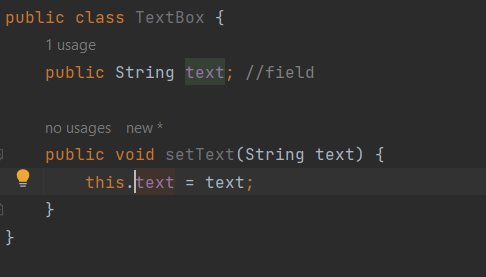 public class TextBox {
1 usage
public String text; //field
no usages new *
public void setText(String text) {
this.text = text;
}
}